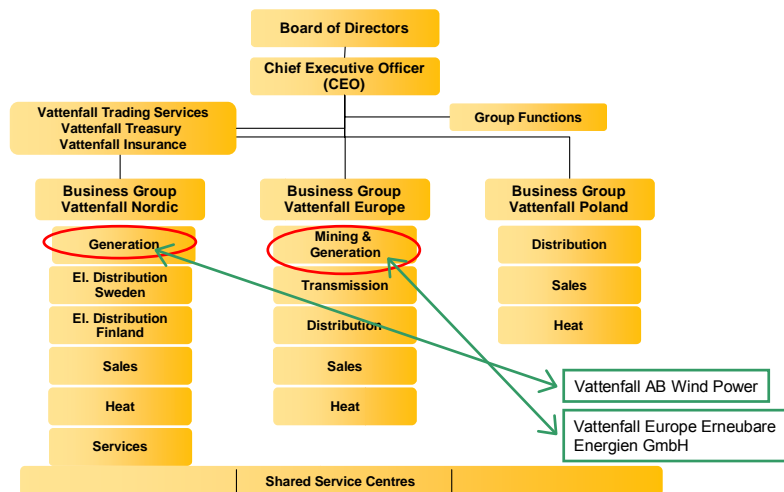 Board of Directors
Chief Executive Officer
(CEO)
Vattenfall Trading Services
Vattenfall Treasury
Vattenfall Insurance
Group Functions
Business Group
Vattenfall Nordic
Business Group
Vattenfall Europe
Business Group
Vattenfall Poland
Generation
El. Distribution
Sweden
El. Distribution
Finland
Sales
Heat
Services
Mining &
Generation
Transmission
Distribution
Sales
Heat
Distribution
Sales
Heat
Vattenfall AB Wind Power
Vattenfall Europe Erneubare
Energien GmbH
Shared Service Centres